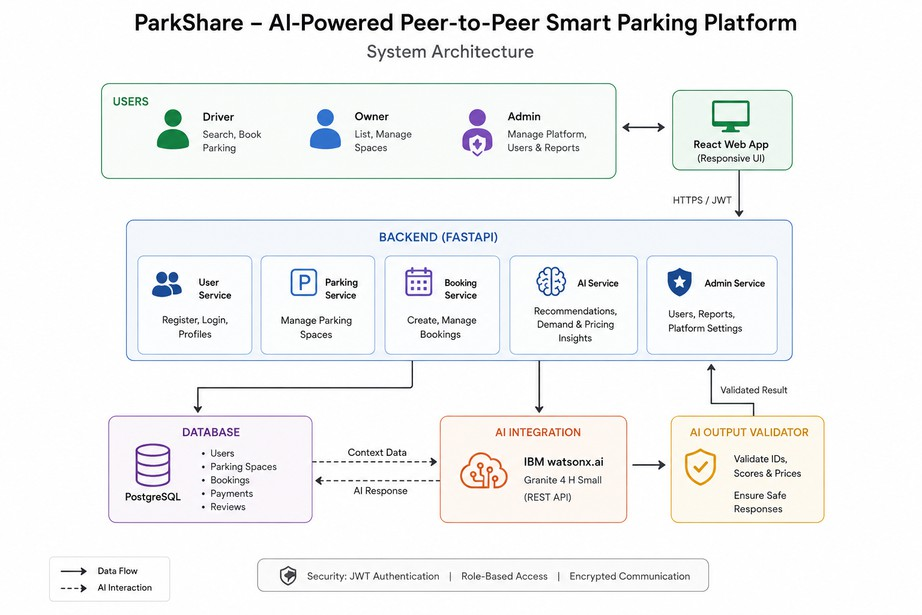 ParkShare – AI-Powered Peer-to-Peer Smart Parking Platform
System Architecture
USERS
Driver
Search, Book
Parking
Owner
List, Manage
Spaces
Admin
Manage Platform,
Users & Reports
React Web App
(Responsive UI)
HTTPS / JWT
BACKEND (FASTAPI)
User
Service
Register, Login,
Profiles
P
Parking
Service
Manage Parking
Spaces
Booking
Service
Create, Manage
Bookings
AI Service
Recommendations,
Demand & Pricing
Insights
Admin Service
Users, Reports,
Platform Settings
Validated Result
DATABASE
PostgreSQL
• Users
• Parking Spaces
• Bookings
• Payments
• Reviews
Context Data
AI Response
AI INTEGRATION
IBM watsonx.ai
Granite 4 H Small
(REST API)
AI OUTPUT VALIDATOR
Validate IDs,
Scores & Prices
Ensure Safe
Responses
Data Flow
AI Interaction
Security: JWT Authentication | Role-Based Access | Encrypted Communication